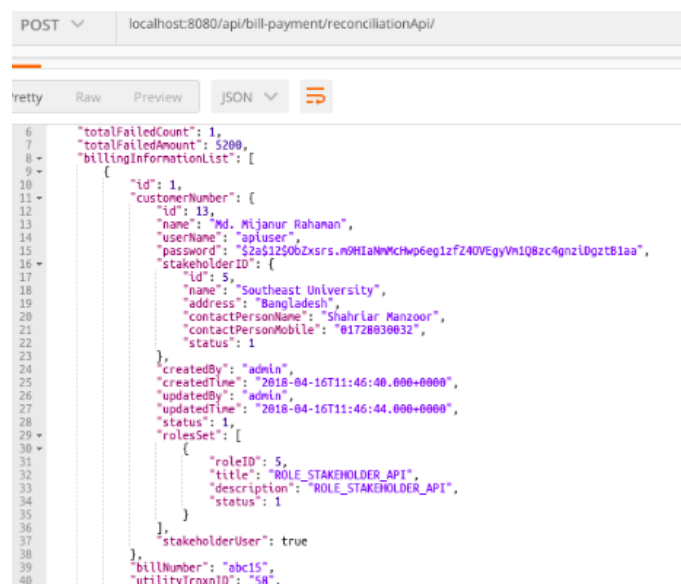 POST localhost:8080/api/bill-payment/reconciliationApi/
retty Raw Preview JSON
6 "totalFailedCount": 1,
7 "totalFailedAmount": 5200,
8 "billingInformationList": [
9 {
10 "id": 1,
11 "customerNumber": {
12 "id": 13,
13 "name": "Md. Mijanur Rahaman",
14 "userName": "apiuser",
15 "password": "$2a$12$ObZxsrs.m9HIaNmMcHwp6eg1zfZ4OVEgyVm1QBzc4gnziDgztB1aa",
16 "stakeholderID": {
17 "id": 5,
18 "name": "Southeast University",
19 "address": "Bangladesh",
20 "contactPersonName": "Shahriar Manzoor",
21 "contactPersonMobile": "01728030032",
22 "status": 1
23 },
24 "createdBy": "admin",
25 "createdTime": "2018-04-16T11:46:40.000+0000",
26 "updatedBy": "admin",
27 "updatedTime": "2018-04-16T11:46:44.000+0000",
28 "status": 1,
29 "rolesSet": [
30 {
31 "roleID": 5,
32 "title": "ROLE_STAKEHOLDER_API",
33 "description": "ROLE_STAKEHOLDER_API",
34 "status": 1
35 }
36 ],
37 "stakeholderUser": true
38 },
39 "billNumber": "abc15",
40 "utilityTrnxnID": "58",